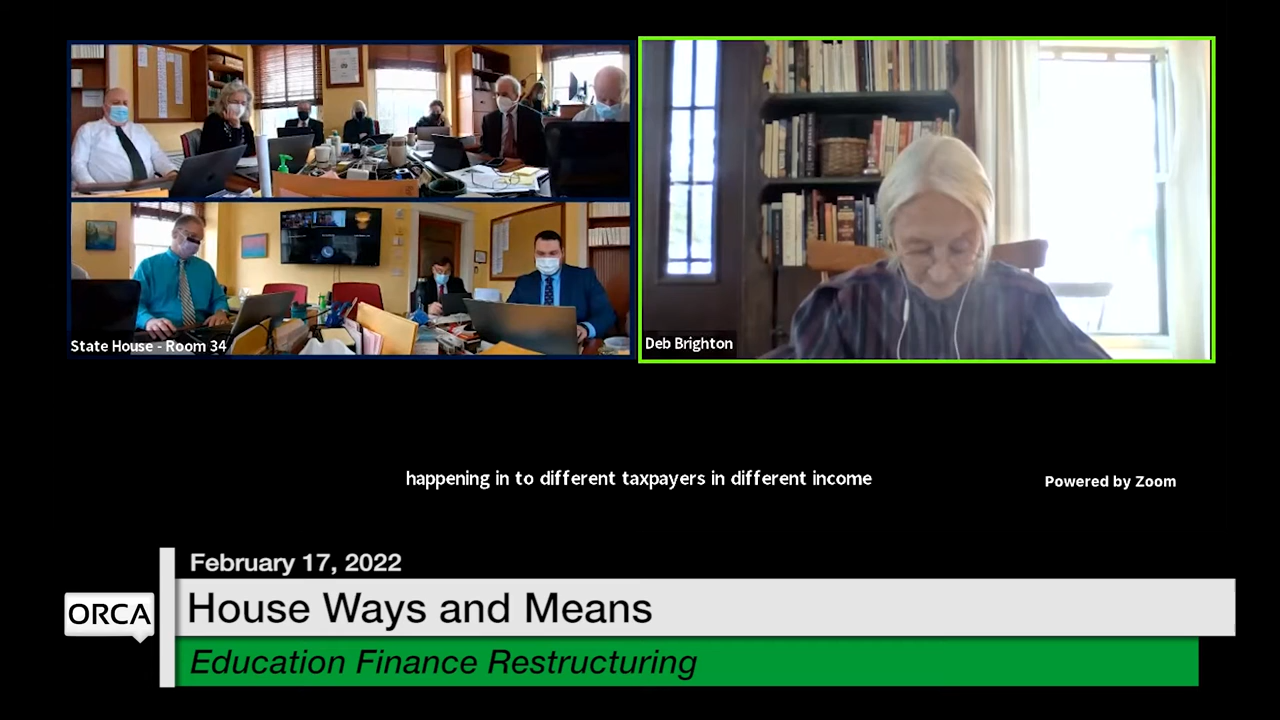 State House - Room 34
Deb Brighton
happening in to different taxpayers in different income
Powered by Zoom
February 17, 2022
ORCA
House Ways and Means
Education Finance Restructuring